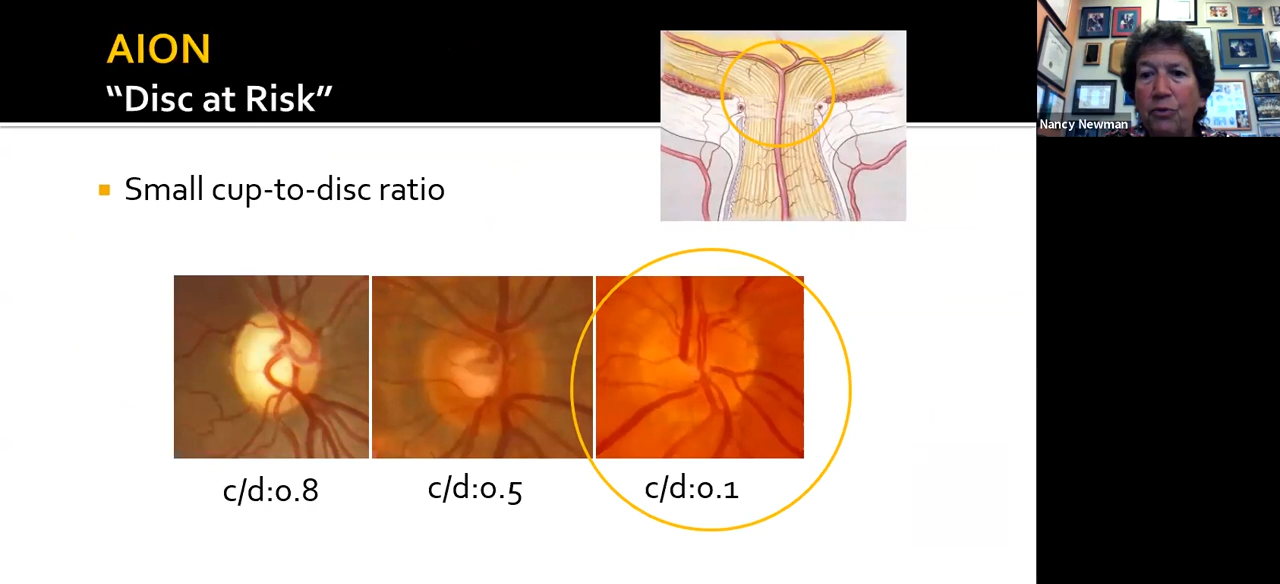 AION
“Disc at Risk”
Nancy Newman
Small cup-to-disc ratio
c/d:0.8
c/d:0.5
c/d:0.1